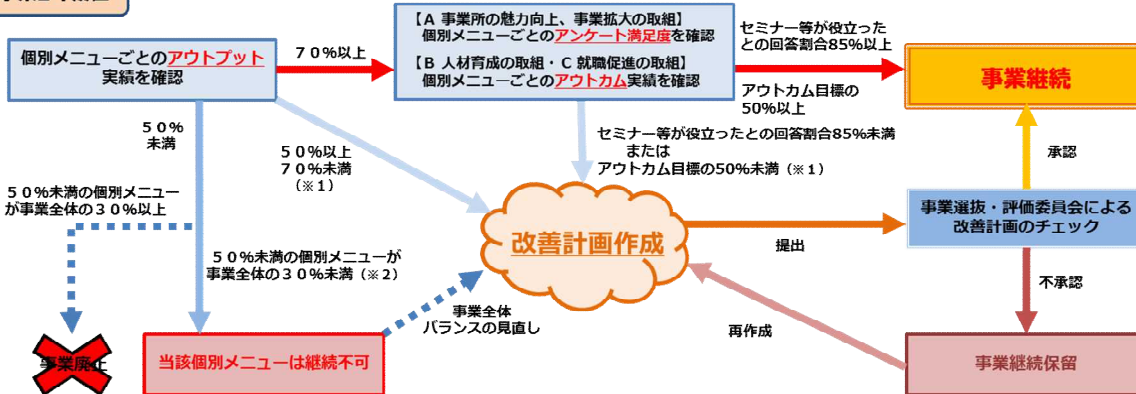 個別メニューごとのアウトプット
実績を確認
70%以上
【A 事業所の魅力向上、事業拡大の取組】
個別メニューごとのアンケート満足度を確認
【B 人材育成の取組・C 就職促進の取組】
個別メニューごとのアウトカム実績を確認
セミナー等が役立った
との回答割合85%以上
アウトカム目標の
50%以上
事業継続
50%
未満
50%以上
70%未満
(※1)
セミナー等が役立ったとの回答割合85%未満
または
アウトカム目標の50%未満(※1)
承認
50%未満の個別メニュー
が事業全体の30%以上
改善計画作成
提出
事業選抜・評価委員会による
改善計画のチェック
50%未満の個別メニューが
事業全体の30%未満(※2)
不承認
事業全体
バランスの見直し
再作成
事業廃止
当該個別メニューは継続不可
事業継続保留